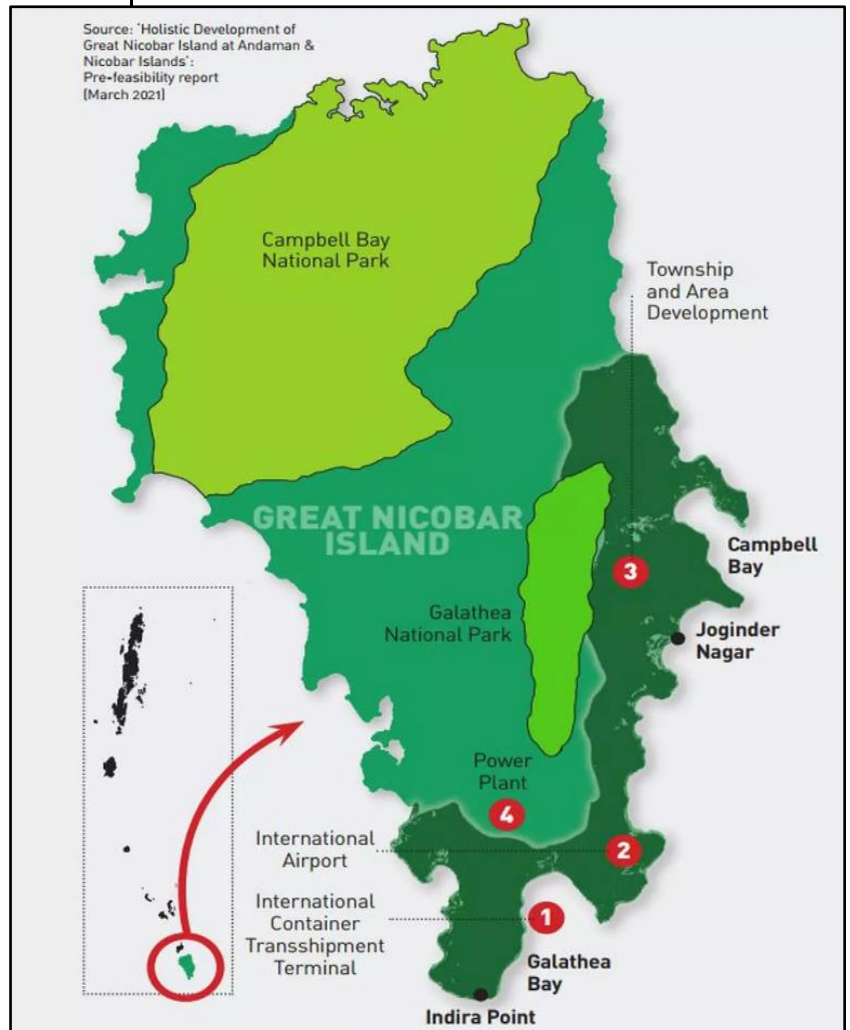 Source: 'Holistic Development of
Great Nicobar Island at Andaman &
Nicobar Islands':
Pre-feasibility report
(March 2021)
Campbell Bay
National Park
Township
and Area
Development
GREAT NICOBAR
ISLAND
Campbell
Bay
3
Galathea
National Park
Joginder
Nagar
Power
Plant
4
International
Airport
2
International
Container
Transshipment
Terminal
1
Galathea
Bay
Indira Point